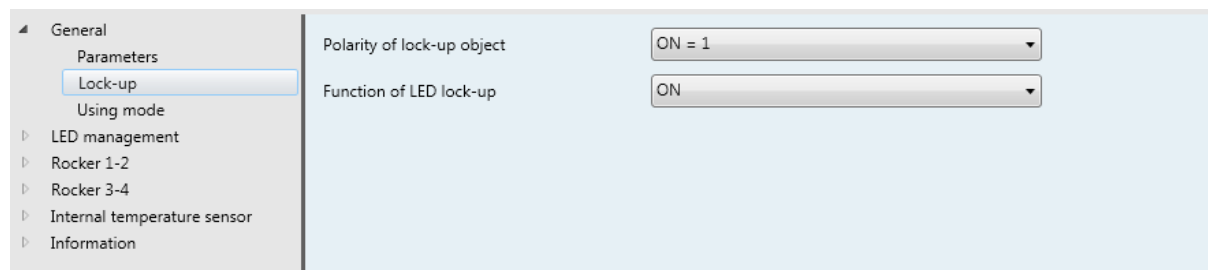 General
Parameters
Lock-up
Using mode
LED management
Rocker 1-2
Rocker 3-4
Internal temperature sensor
Information
Polarity of lock-up object
ON = 1
Function of LED lock-up
ON